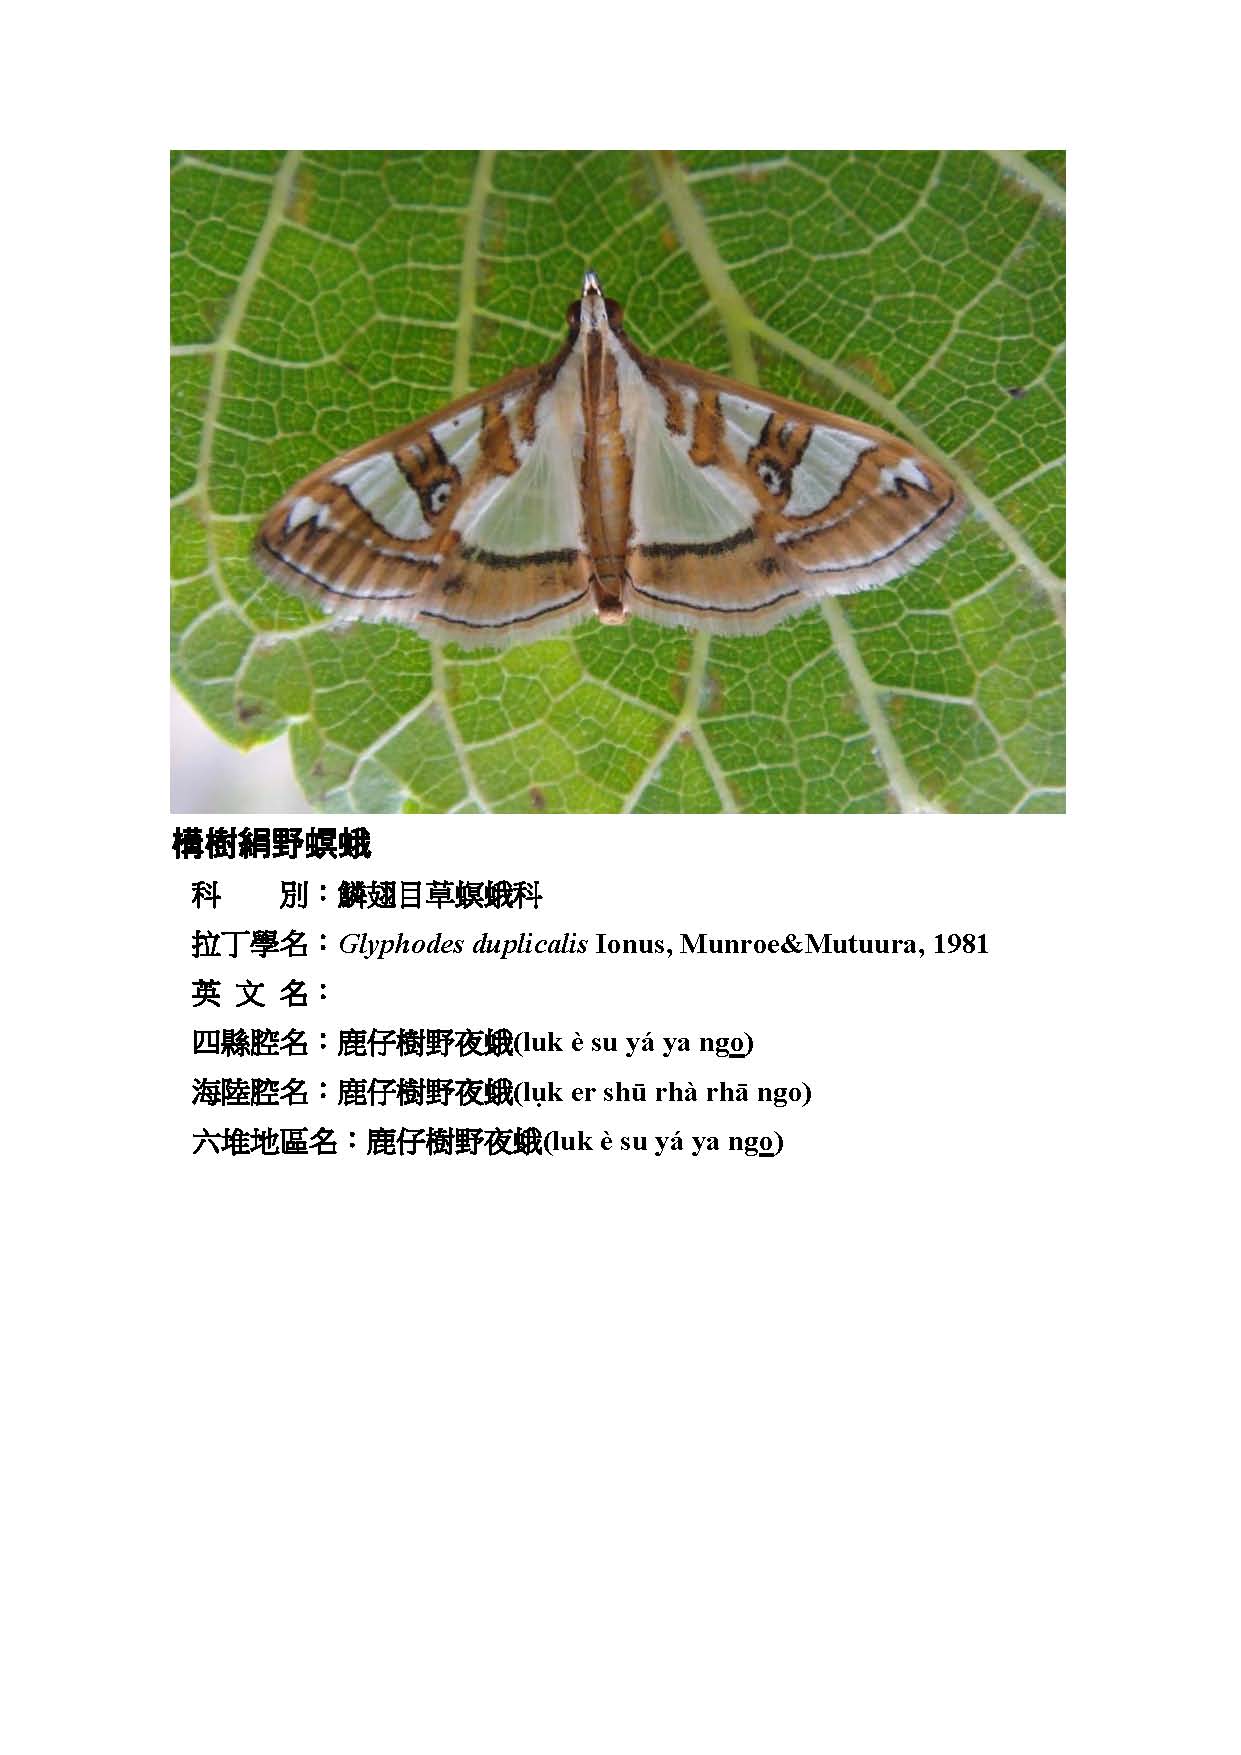 構樹絹野螟蛾
科　　別：鱗翅目草螟蛾科
拉丁學名：Glyphodes duplicalis Ionus, Munroe&Mutuura, 1981
英 文 名：
四縣腔名：鹿仔樹野夜蛾(luk è su yá ya ngo)
海陸腔名：鹿仔樹野夜蛾(lụk er shū rhà rhā ngo)
六堆地區名：鹿仔樹野夜蛾(luk è su yá ya ngo)